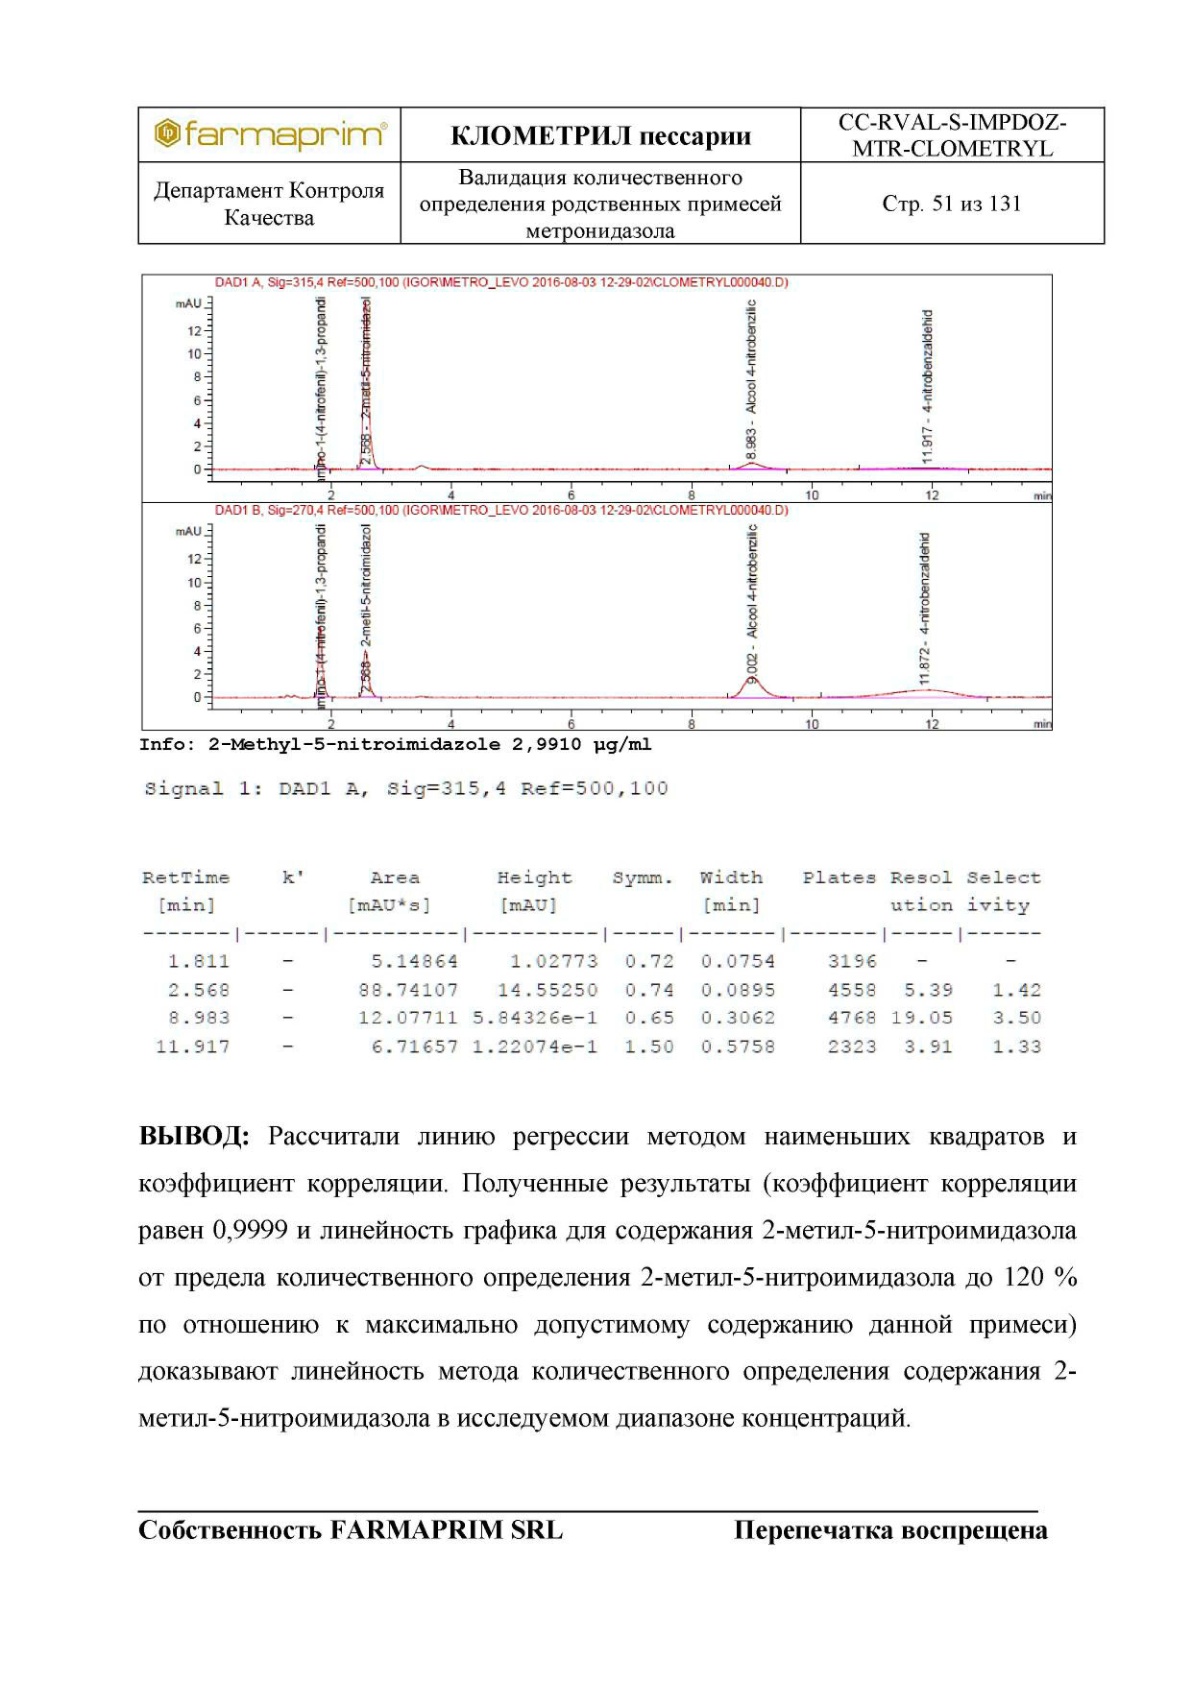 farmaprim®
КЛОМЕТРИЛ пессарии
CC-RVAL-S-IMPDOZ-
MTR-CLOMETRYL
Департамент Контроля
Качества
Валидация количественного
определения родственных примесей
метронидазола
Стр. 51 из 131
DAD1 A, Sig=315,4 Ref=500,100 (IGOR\METRO_LEVO 2016-08-03 12-29-02\CLOMETRYL000040.D)
mAU
12
10
8
6
4
2
0
mino-1-(4-nitrofenil)-1,3-propandi
2.568 - 2-metil-5-nitroimidazol
8.983 - Alcool 4-nitrobenzilic
11.917 - 4-nitrobenzaldehid
2 4 6 8 10 12 min
DAD1 B, Sig=270,4 Ref=500,100 (IGOR\METRO_LEVO 2016-08-03 12-29-02\CLOMETRYL000040.D)
mAU
12
10
8
6
4
2
0
mino-1-(4-nitrofenil)-1,3-propandi
2.568 - 2-metil-5-nitroimidazol
9.002 - Alcool 4-nitrobenzilic
11.872 - 4-nitrobenzaldehid
2 4 6 8 10 12 min
Info: 2-Methyl-5-nitroimidazole 2,9910 µg/ml
Signal 1: DAD1 A, Sig=315,4 Ref=500,100
RetTime k' Area Height Symm. Width Plates Resol Select
[min] [mAU*s] [mAU] [min] ution ivity
-------|------|----------|----------|-----|-------|-------|-----|------
1.811 - 5.14864 1.02773 0.72 0.0754 3196 - -
2.568 - 88.74107 14.55250 0.74 0.0895 4558 5.39 1.42
8.983 - 12.07711 5.84326e-1 0.65 0.3062 4768 19.05 3.50
11.917 - 6.71657 1.22074e-1 1.50 0.5758 2323 3.91 1.33
ВЫВОД: Рассчитали линию регрессии методом наименьших квадратов и
коэффициент корреляции. Полученные результаты (коэффициент корреляции
равен 0,9999 и линейность графика для содержания 2-метил-5-нитроимидазола
от предела количественного определения 2-метил-5-нитроимидазола до 120 %
по отношению к максимально допустимому содержанию данной примеси)
доказывают линейность метода количественного определения содержания 2-
метил-5-нитроимидазола в исследуемом диапазоне концентраций.
Собственность FARMAPRIM SRL
Перепечатка воспрещена